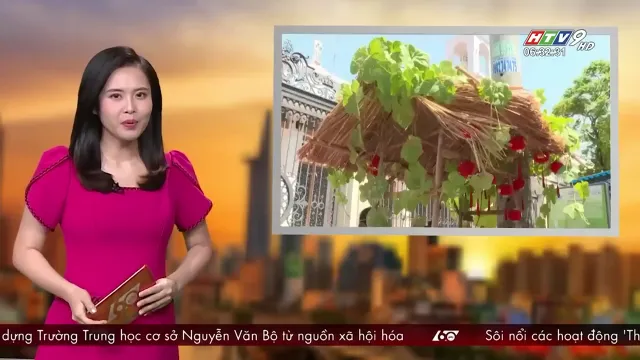 HTV9 HD
06:32:31
dựng Trường Trung học cơ sở Nguyễn Văn Bộ từ nguồn xã hội hóa
Sôi nổi các hoạt động 'Th